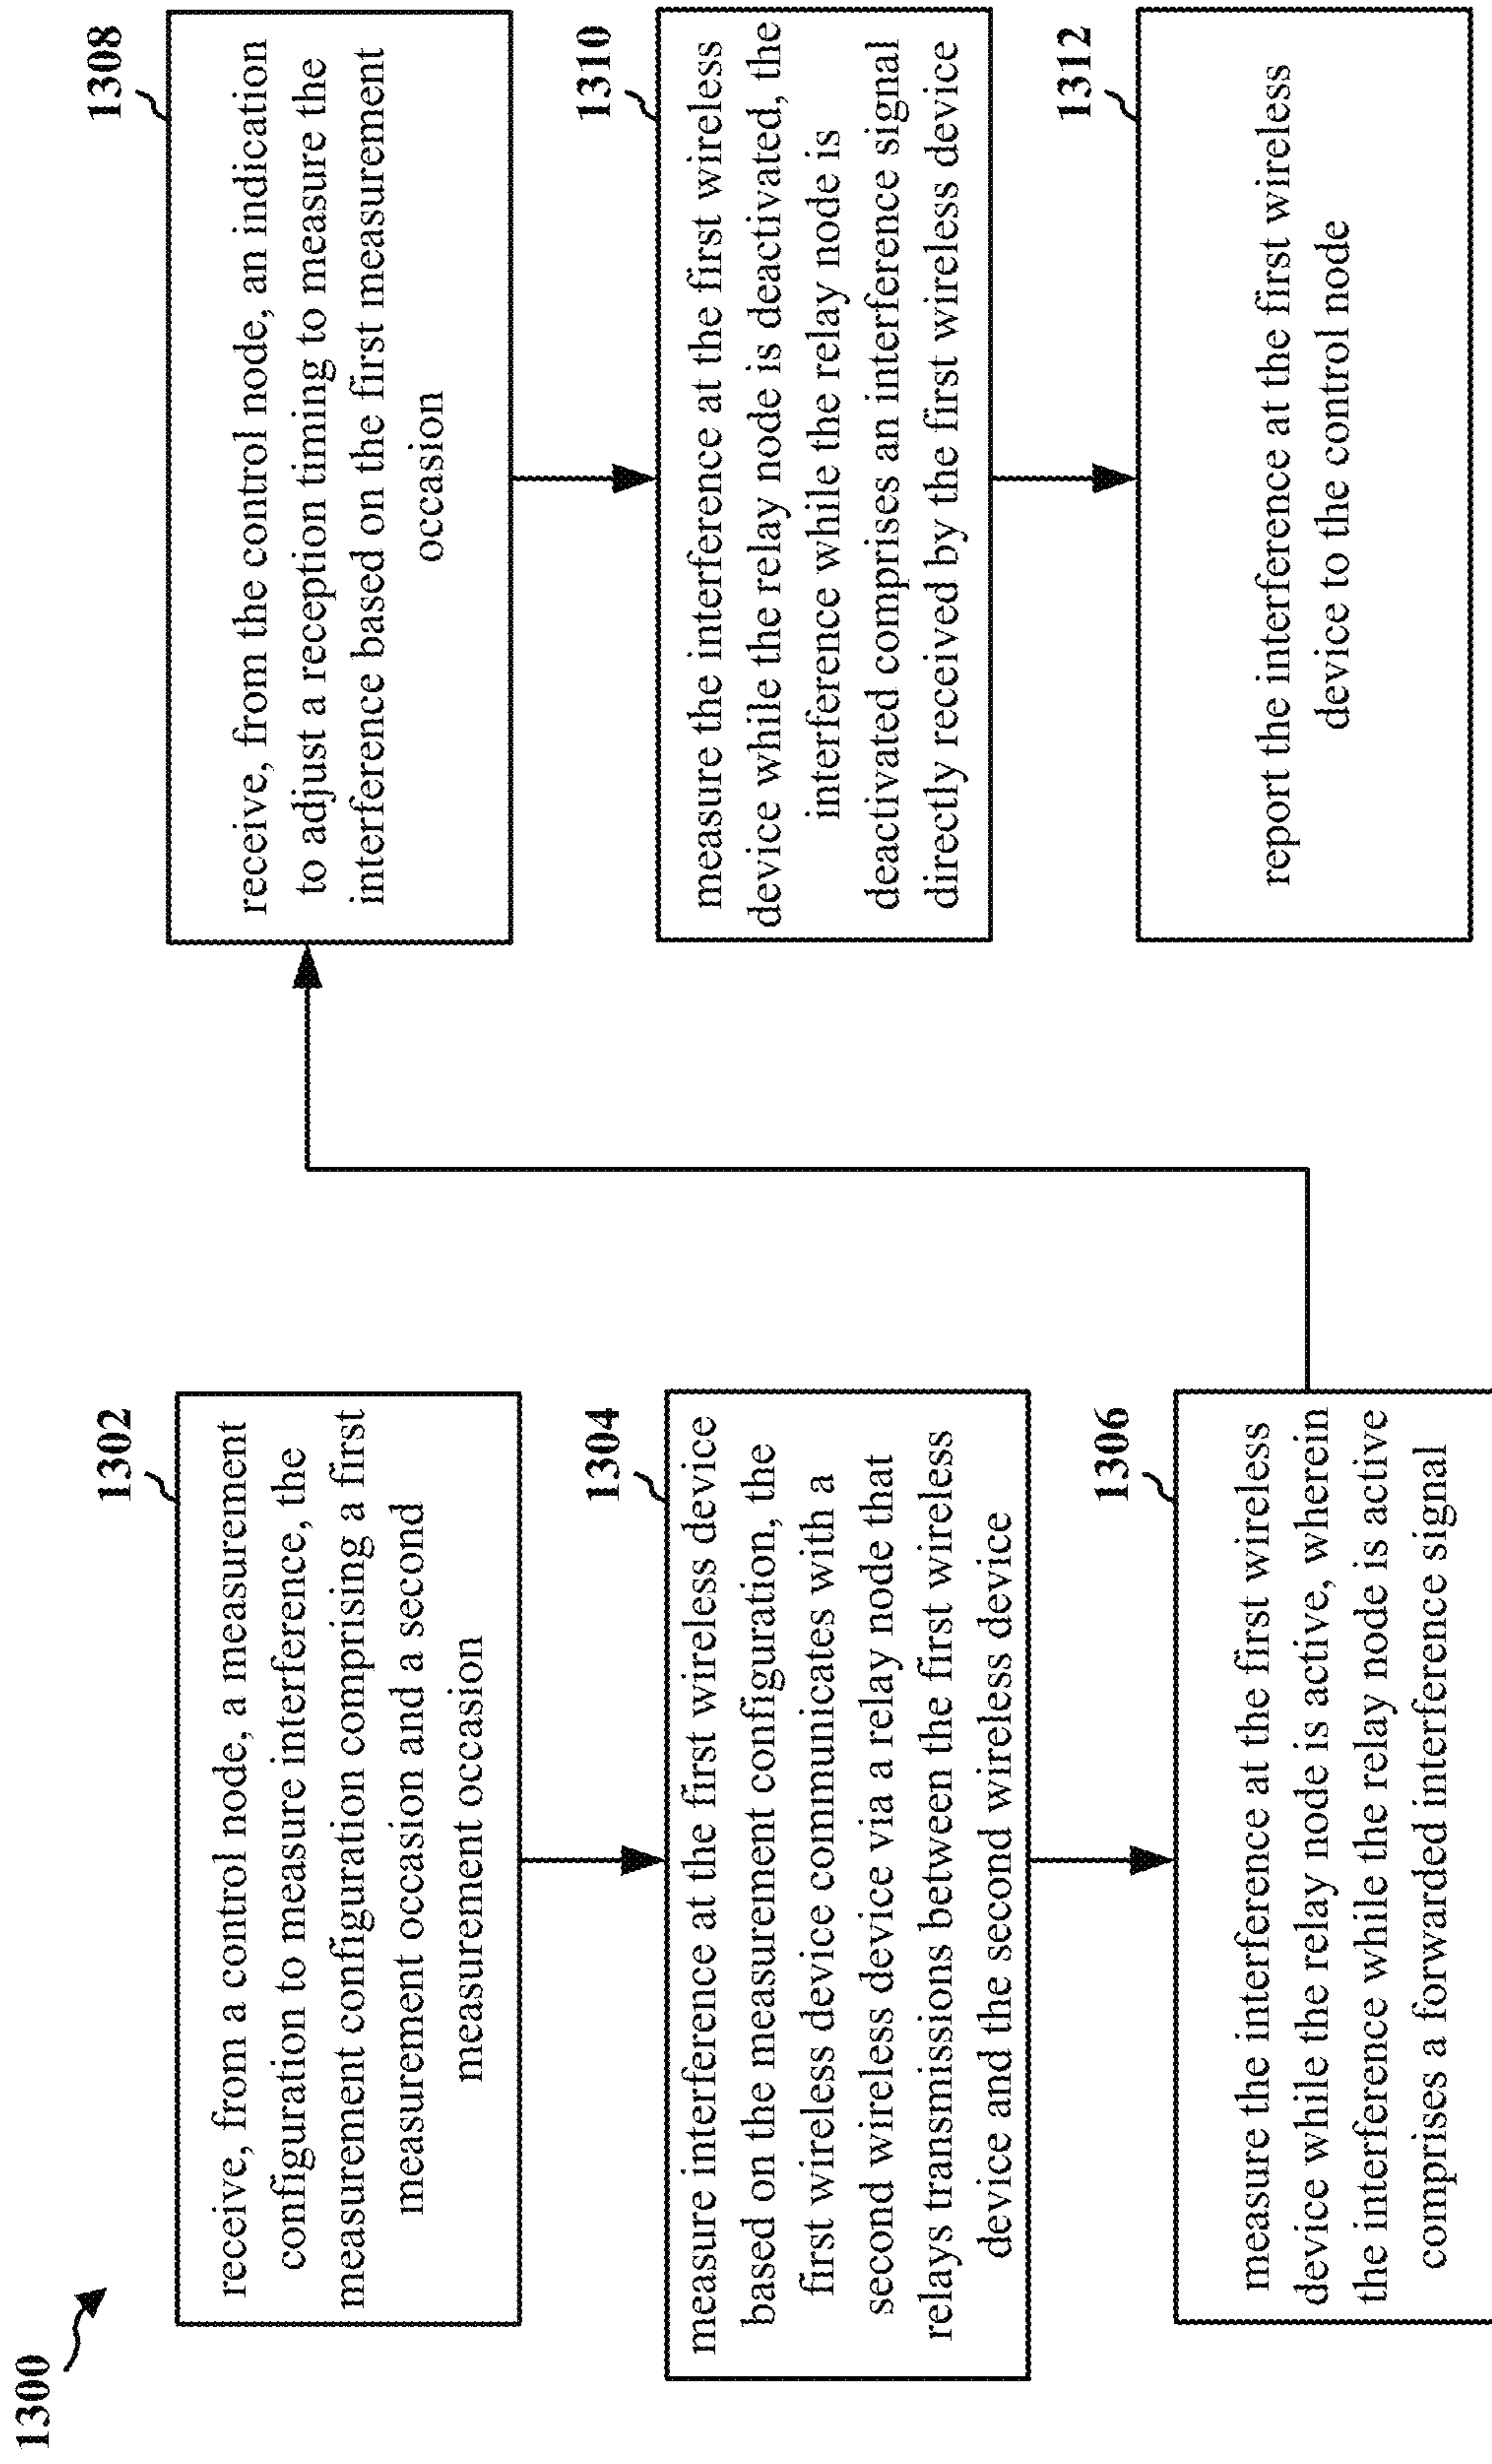 1300
1302
receive, from a control node, a measurement
configuration to measure interference, the
measurement configuration comprising a first
measurement occasion and a second
measurement occasion
1304
measure interference at the first wireless device
based on the measurement configuration, the
first wireless device communicates with a
second wireless device via a relay node that
relays transmissions between the first wireless
device and the second wireless device
1306
measure the interference at the first wireless
device while the relay node is active, wherein
the interference while the relay node is active
comprises a forwarded interference signal
1308
receive, from the control node, an indication
to adjust a reception timing to measure the
interference based on the first measurement
occasion
1310
measure the interference at the first wireless
device while the relay node is deactivated, the
interference while the relay node is
deactivated comprises an interference signal
directly received by the first wireless device
1312
report the interference at the first wireless
device to the control node